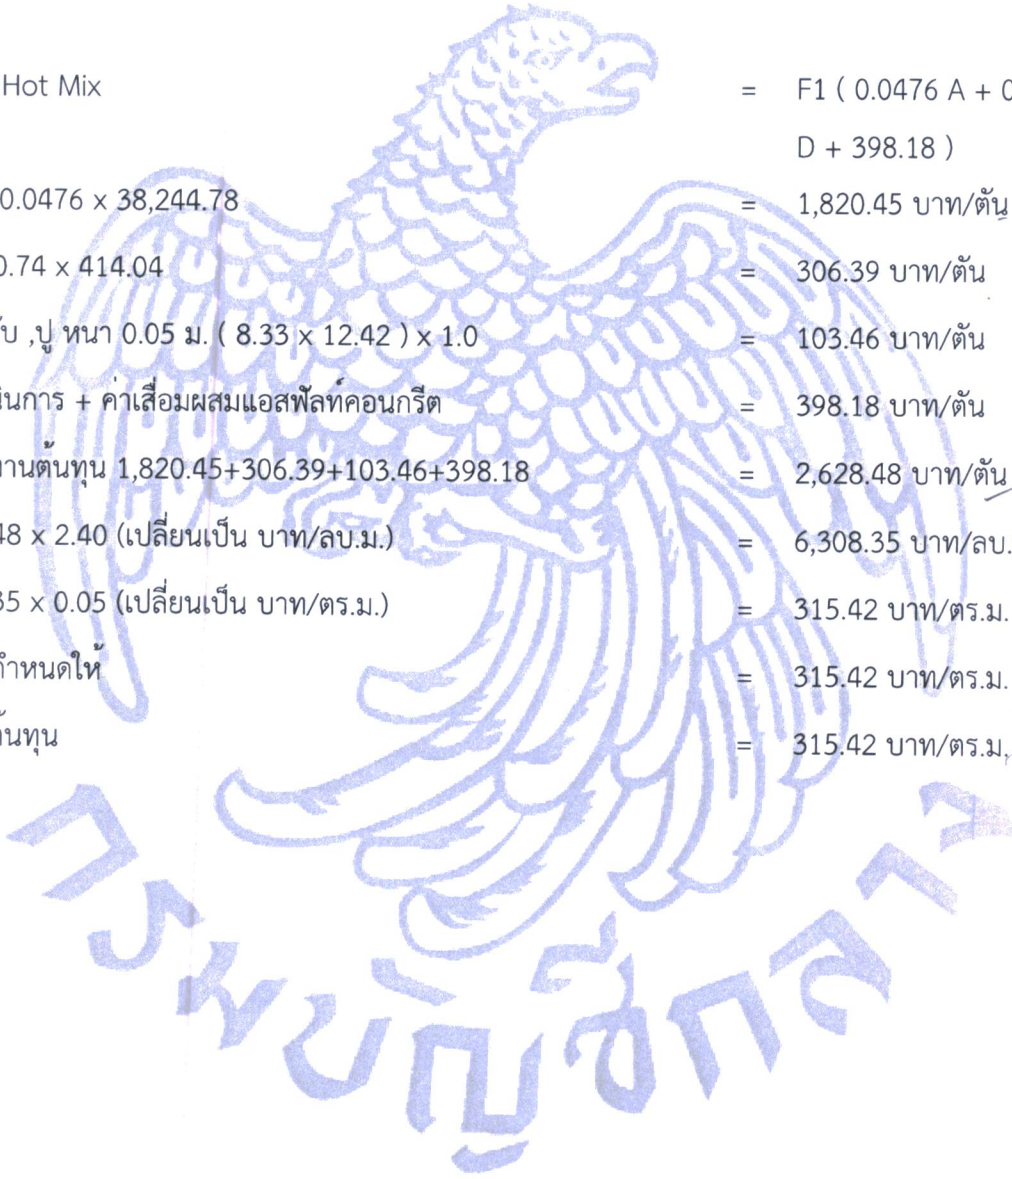 Hot Mix = F1 ( 0.0476 A + 0
D + 398.18 )
0.0476 x 38,244.78 = 1,820.45 บาท/ตัน
0.74 x 414.04 = 306.39 บาท/ตัน
,ปู หนา 0.05 ม. ( 8.33 x 12.42 ) x 1.0 = 103.46 บาท/ตัน
นินการ + ค่าเสื่อมผสมแอสฟัลท์คอนกรีต = 398.18 บาท/ตัน
งานต้นทุน 1,820.45+306.39+103.46+398.18 = 2,628.48 บาท/ตัน
48 x 2.40 (เปลี่ยนเป็น บาท/ลบ.ม.) = 6,308.35 บาท/ลบ.
35 x 0.05 (เปลี่ยนเป็น บาท/ตร.ม.) = 315.42 บาท/ตร.ม.
กำหนดให้ = 315.42 บาท/ตร.ม.
้นทุน = 315.42 บาท/ตร.ม.
กรมบัญชีกลาง